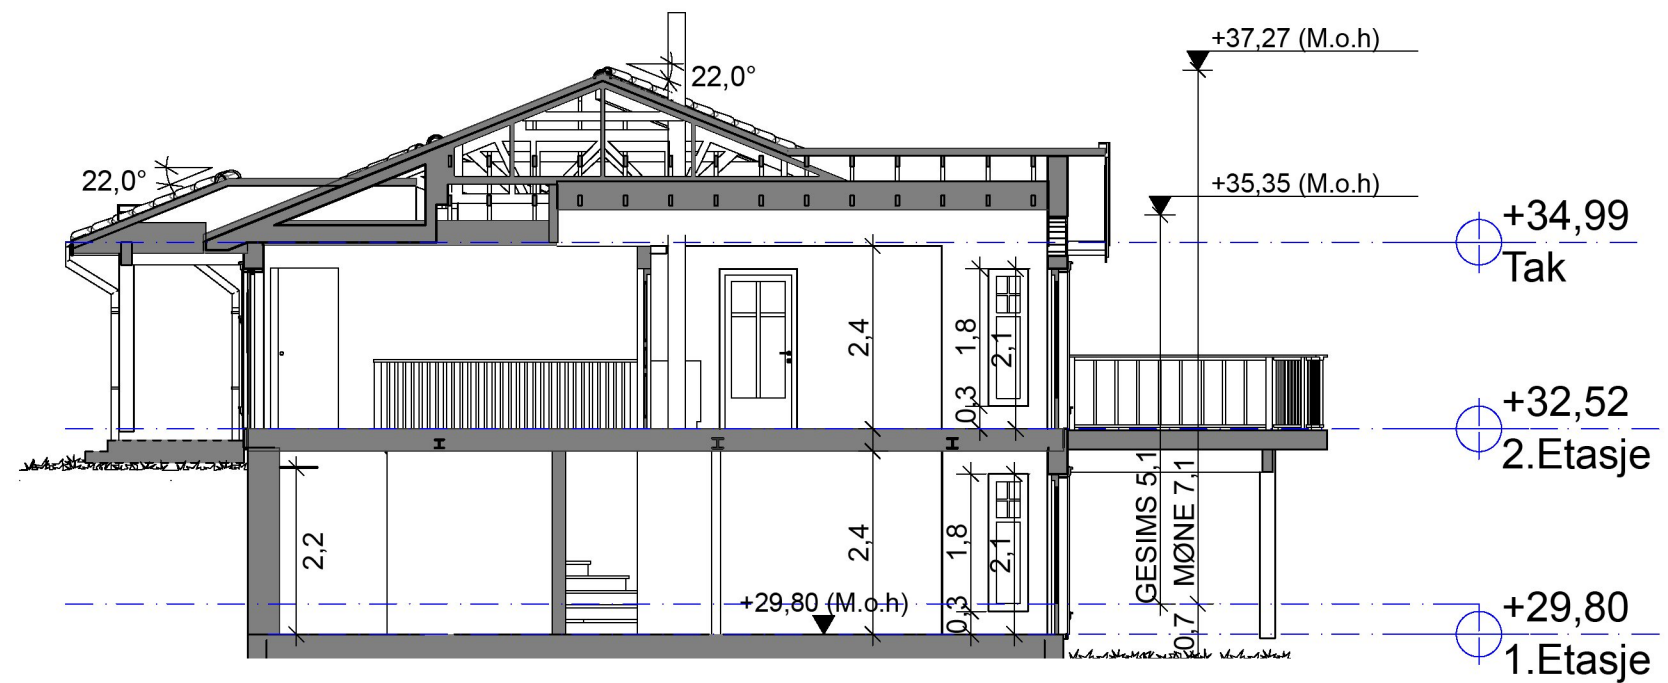 +37,27 (M.o.h)
22,0°
22,0°
+35,35 (M.o.h)
+34,99
Tak
2,4
1,8
2,1
0,3
+32,52
2.Etasje
GESIMS 5,1
MØNE 7,1
2,2
2,4
1,8
2,1
0,3
+29,80 (M.o.h)
0,7
+29,80
1.Etasje